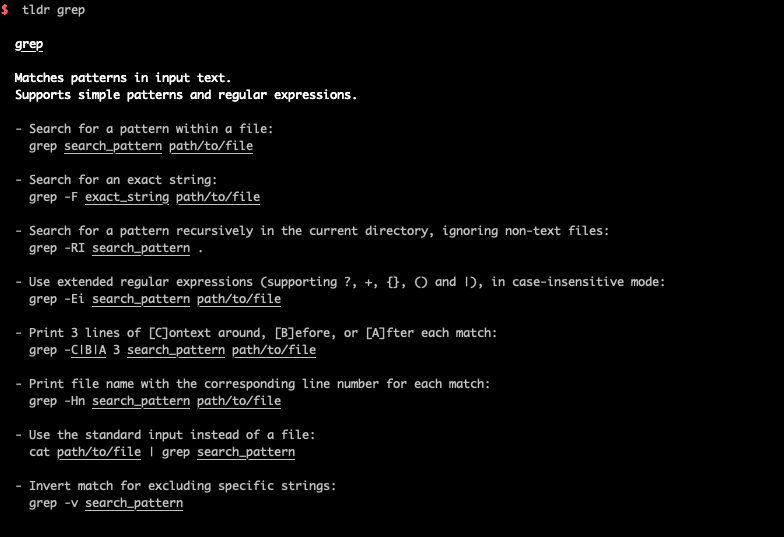 $ tldr grep
grep
Matches patterns in input text.
Supports simple patterns and regular expressions.
- Search for a pattern within a file:
grep search_pattern path/to/file
- Search for an exact string:
grep -F exact_string path/to/file
- Search for a pattern recursively in the current directory, ignoring non-text files:
grep -RI search_pattern .
- Use extended regular expressions (supporting ?, +, {}, () and |), in case-insensitive mode:
grep -Ei search_pattern path/to/file
- Print 3 lines of [C]ontext around, [B]efore, or [A]fter each match:
grep -C|B|A 3 search_pattern path/to/file
- Print file name with the corresponding line number for each match:
grep -Hn search_pattern path/to/file
- Use the standard input instead of a file:
cat path/to/file | grep search_pattern
- Invert match for excluding specific strings:
grep -v search_pattern